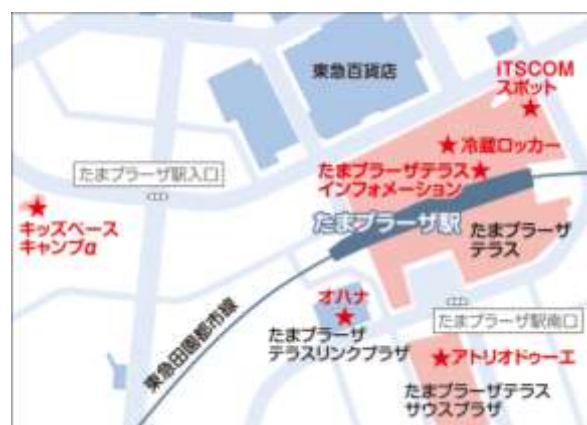 東急百貨店
ITSCOM
スポット
冷蔵ロッカー
たまプラーザ駅入口
たまプラーザテラス
インフォメーション
キッズベース
キャンプα
たまプラーザ駅
たまプラーザ
テラス
オハナ
たまプラーザ
テラスリンクプラザ
たまプラーザ駅南口
東急田園都市線
アトリオドゥーエ
たまプラーザテラス
サウスプラザ